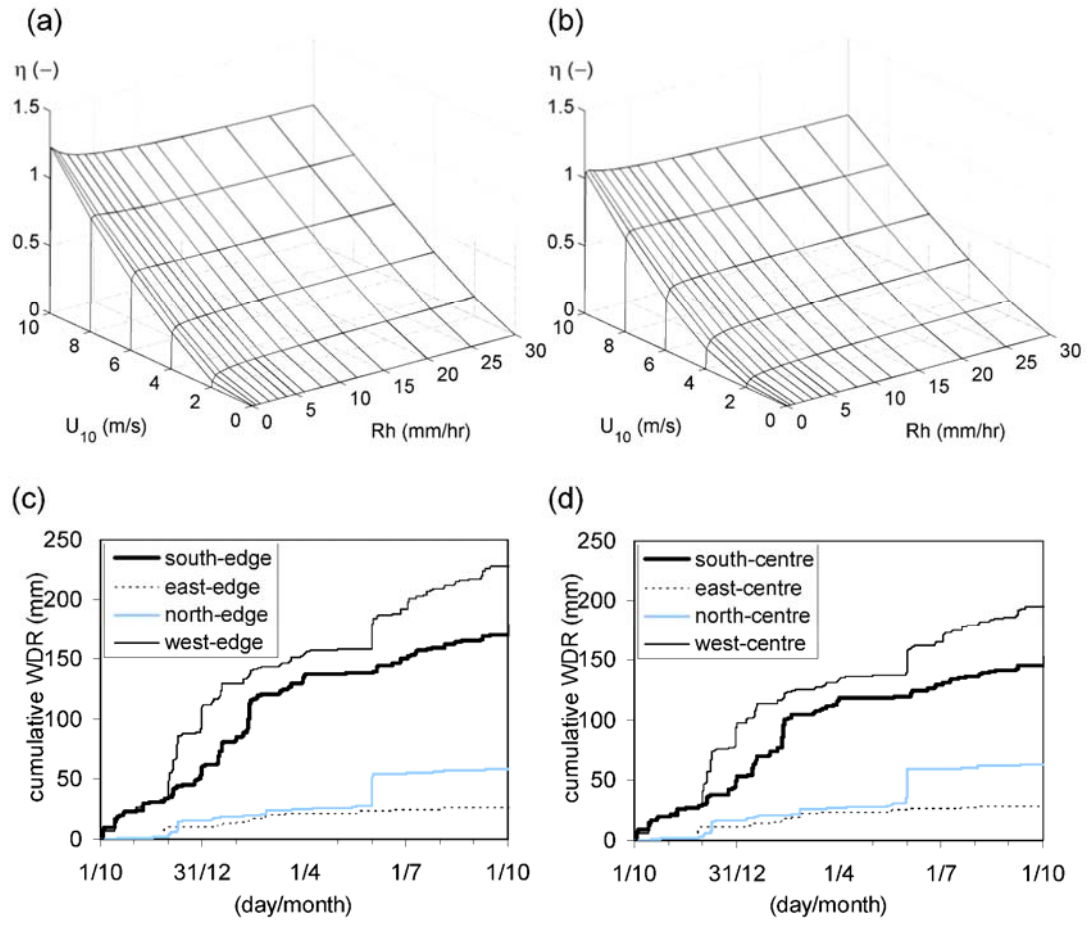 (a)
η (−)
1.5
1
0.5
0
10
8
6
4
2
0
U10 (m/s)
0
5
10
15
20
25
30
Rh (mm/hr)
(b)
η (−)
1.5
1
0.5
0
10
8
6
4
2
0
U10 (m/s)
0
5
10
15
20
25
30
Rh (mm/hr)
(c)
cumulative WDR (mm)
250
200
150
100
50
0
south-edge
east-edge
north-edge
west-edge
1/10 31/12 1/4 1/7 1/10
(day/month)
(d)
cumulative WDR (mm)
250
200
150
100
50
0
south-centre
east-centre
north-centre
west-centre
1/10 31/12 1/4 1/7 1/10
(day/month)